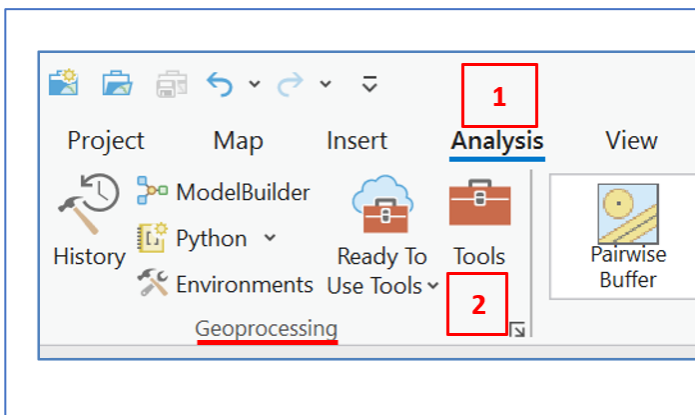 1
Project Map Insert Analysis View
History
ModelBuilder
Python
Environments
Ready To
Use Tools
Tools
2
Pairwise
Buffer
Geoprocessing